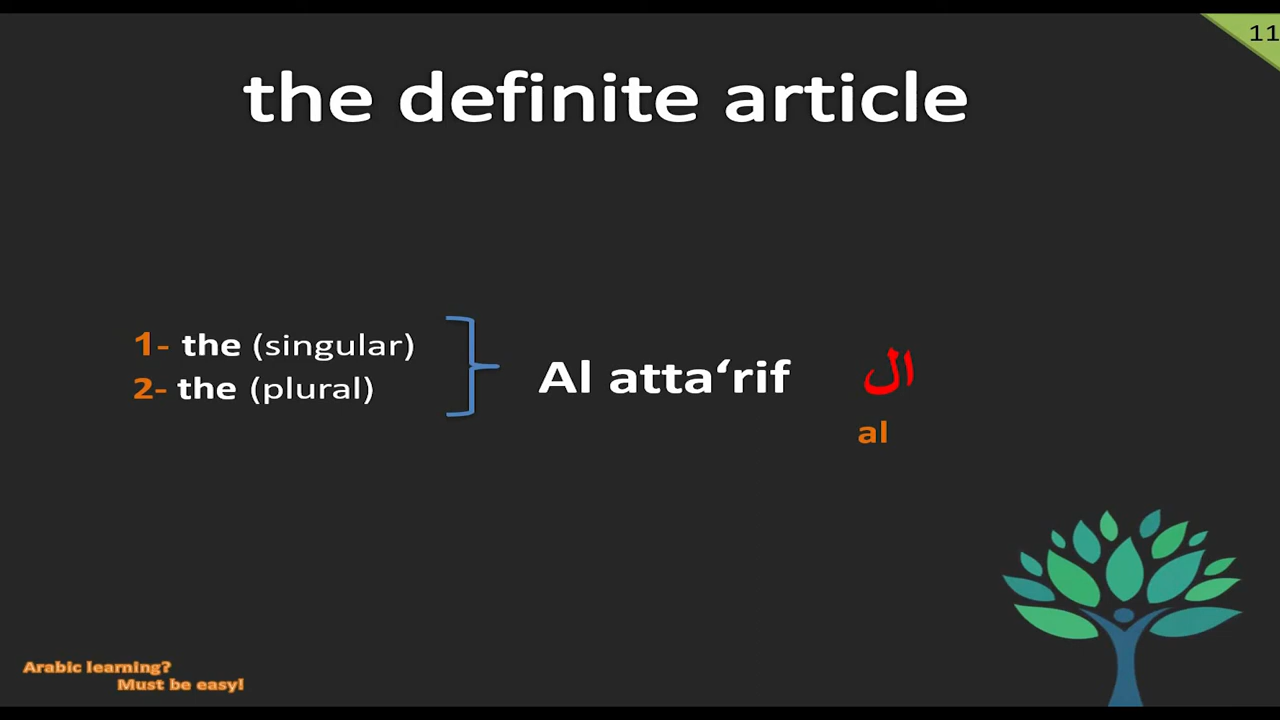 11
the definite article
1- the (singular)
2- the (plural)
Al atta‘rif
ال
al
Arabic learning?
Must be easy!